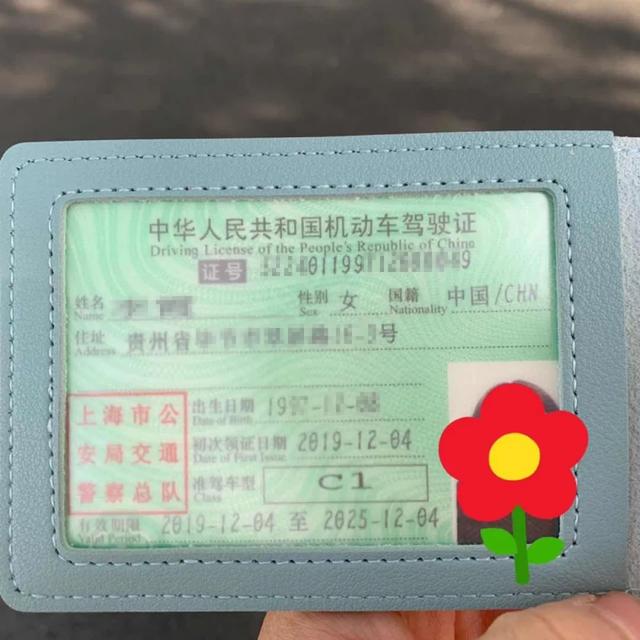 中华人民共和国机动车驾驶证
Driving License of the People's Republic of China
证号
姓名
Name
性别 女
Sex
国籍 中国/CHN
Nationality
住址 贵州省
Address
号
上海市公
安局交通
警察总队
出生日期
Date of Birth
初次领证日期 2019-12-04
Date of First Issue
准驾车型 C1
Class
有效期限 2019-12-04 至 2025-12-04
Valid Period